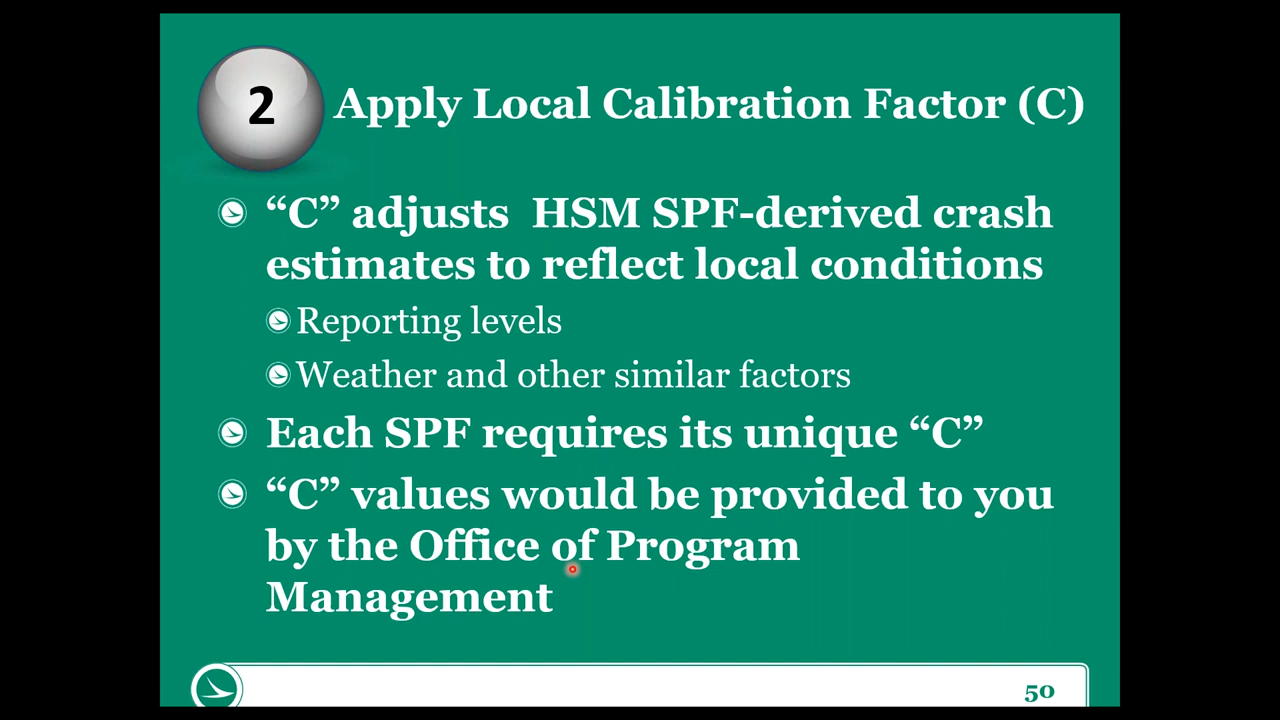 2
Apply Local Calibration Factor (C)
“C” adjusts  HSM SPF-derived crash
estimates to reflect local conditions
Reporting levels
Weather and other similar factors
Each SPF requires its unique “C”
“C” values would be provided to you
by the Office of Program
Management
50